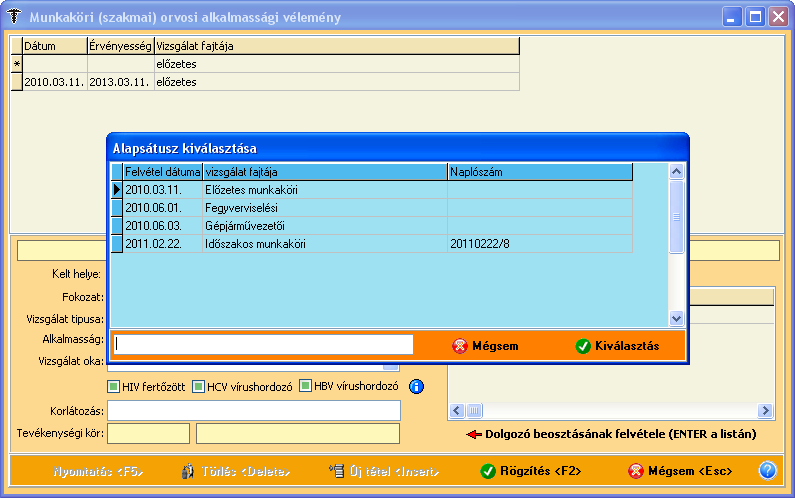 Munkaköri (szakmai) orvosi alkalmassági vélemény
Dátum Érvényesség Vizsgálat fajtája
* előzetes
2010.03.11. 2013.03.11. előzetes
Alapsátusz kiválasztása
Felvétel dátuma vizsgálat fajtája Naplószám
2010.03.11. Előzetes munkaköri
2010.06.01. Fegyverviselési
2010.06.03. Gépjárművezetői
2011.02.22. Időszakos munkaköri 20110222/8
Mégsem Kiválasztás
Kelt helye:
Fokozat:
Vizsgálat tipusa:
Alkalmasság:
Vizsgálat oka:
HIV fertőzött HCV vírushordozó HBV vírushordozó
Korlátozás:
Tevékenységi kör:
Dolgozó beosztásának felvétele (ENTER a listán)
Nyomtatás <F5> Törlés <Delete> Új tétel <Insert> Rögzítés <F2> Mégsem <Esc>